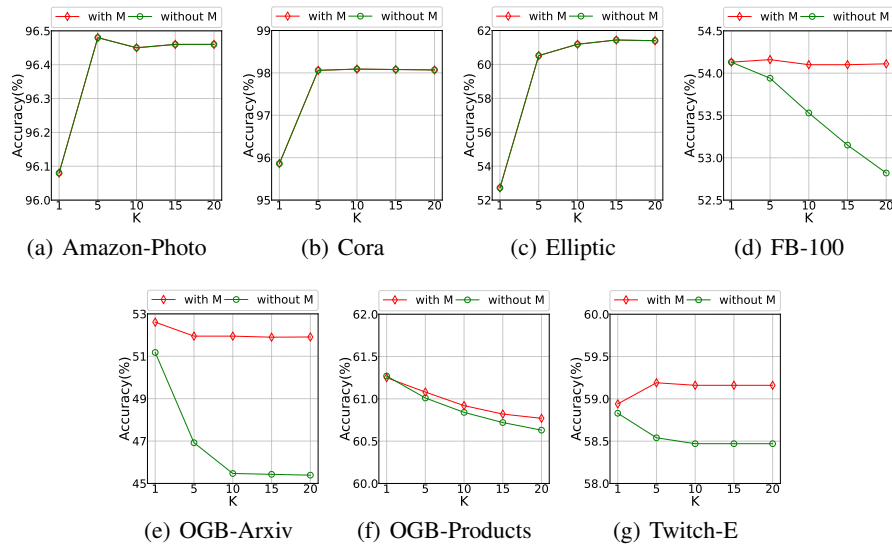 with M without M
Accuracy(%)
96.5
96.4
96.3
96.2
96.1
96.0
1 5 10 15 20
K
(a) Amazon-Photo
with M without M
Accuracy(%)
99
98
97
96
95
1 5 10 15 20
K
(b) Cora
with M without M
Accuracy(%)
62
60
58
56
54
52
1 5 10 15 20
K
(c) Elliptic
with M without M
Accuracy(%)
54.5
54.0
53.5
53.0
52.5
1 5 10 15 20
K
(d) FB-100
with M without M
Accuracy(%)
53
51
49
47
45
1 5 10 15 20
K
(e) OGB-Arxiv
with M without M
Accuracy(%)
62.0
61.5
61.0
60.5
60.0
1 5 10 15 20
K
(f) OGB-Products
with M without M
Accuracy(%)
60.0
59.5
59.0
58.5
58.0
1 5 10 15 20
K
(g) Twitch-E